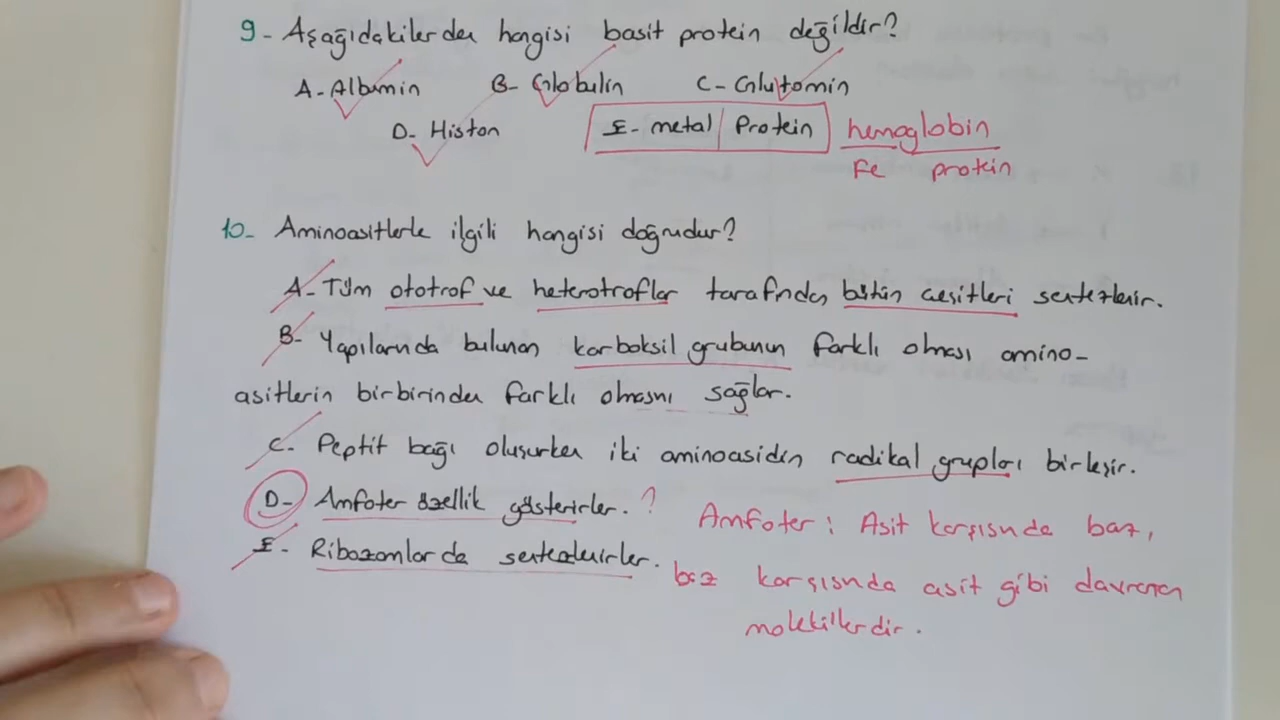 9- Aşağıdakilerden hangisi basit protein değildir?
A- Albumin B- Globulin C- Glutomin
D- Histon E- metal Protein hemoglobin
Fe protein
10- Aminoasitlerle ilgili hangisi doğrudur?
A- Tüm ototrof ve heterotroflar tarafından bütün çeşitleri sentezlenir.
B- Yapılarında bulunan karboksil grubunun farklı olması amino-
asitlerin birbirinden farklı olmasını sağlar.
C- Peptit bağı oluşurken iki aminoasidin radikal grupları birleşir.
D- Amfoter özellik gösterirler. ?
Amfoter : Asit karşısında baz,
E- Ribozomlarda sentezlenirler.
baz karşısında asit gibi davranan
moleküllerdir.